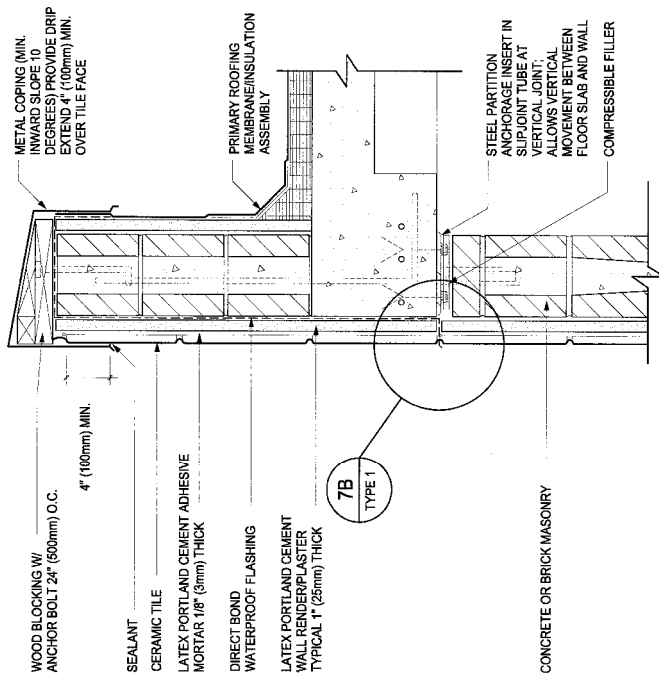 WOOD BLOCKING W/
ANCHOR BOLT 24" (500mm) O.C.
4" (100mm) MIN.
SEALANT
CERAMIC TILE
LATEX PORTLAND CEMENT ADHESIVE
MORTAR 1/8" (3mm) THICK
DIRECT BOND
WATERPROOF FLASHING
LATEX PORTLAND CEMENT
WALL RENDER/PLASTER
TYPICAL 1" (25mm) THICK
7B
TYPE 1
CONCRETE OR BRICK MASONRY
METAL COPING (MIN.
INWARD SLOPE 10
DEGREES) PROVIDE DRIP
EXTEND 4" (100mm) MIN.
OVER TILE FACE
PRIMARY ROOFING
MEMBRANE/INSULATION
ASSEMBLY
STEEL PARTITION
ANCHORAGE INSERT IN
SLIPJOINT TUBE AT
VERTICAL JOINT;
ALLOWS VERTICAL
MOVEMENT BETWEEN
FLOOR SLAB AND WALL
COMPRESSIBLE FILLER